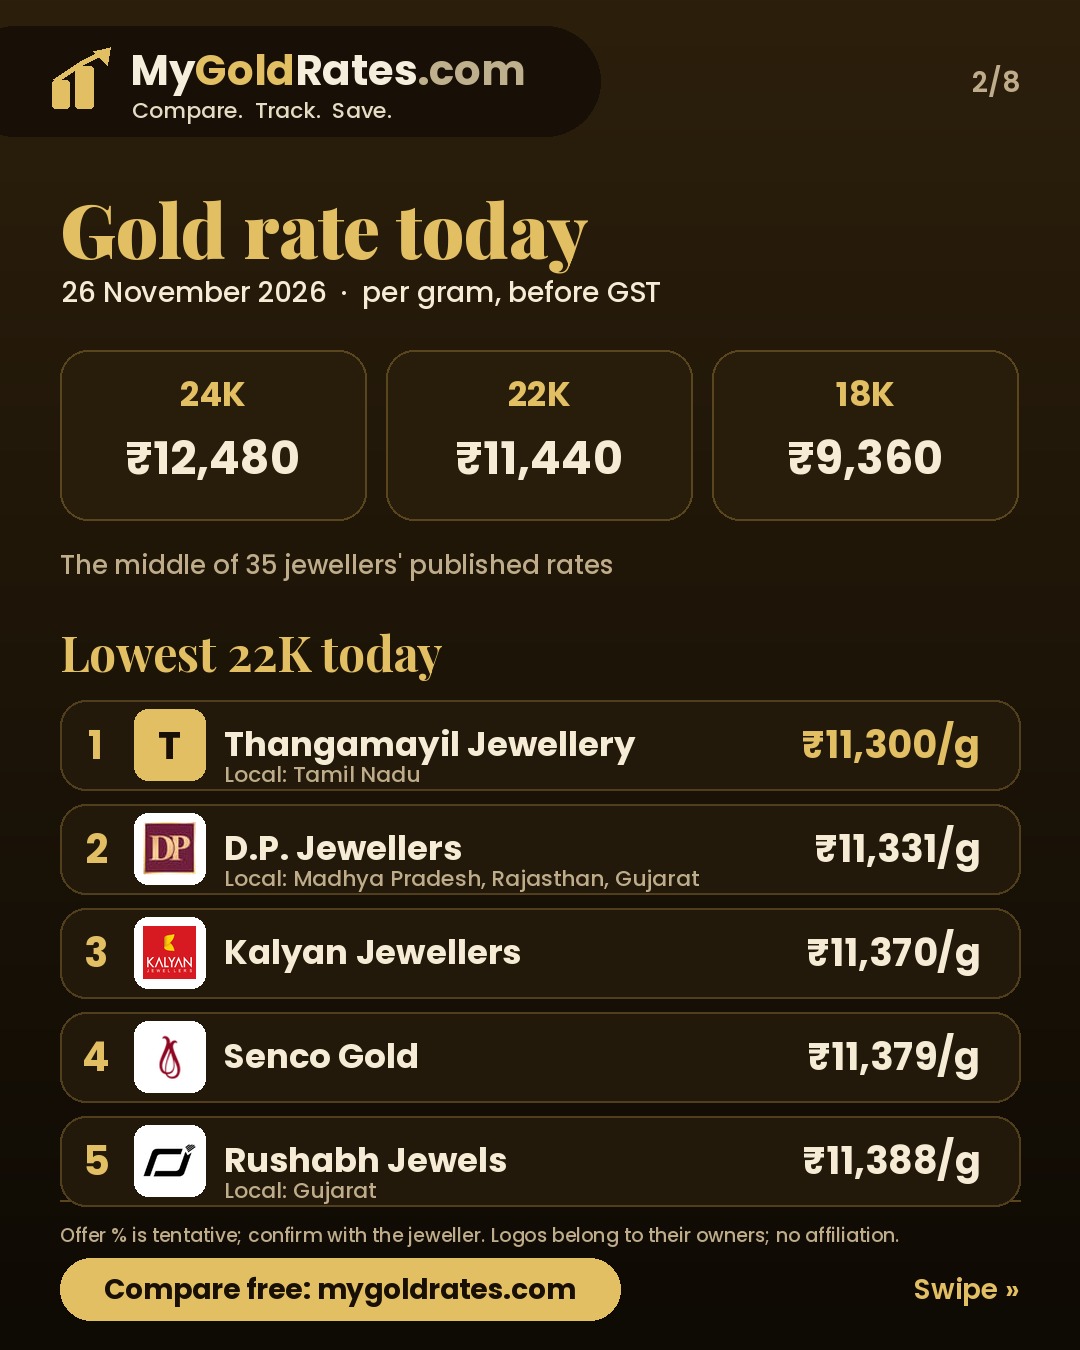 MyGoldRates.com
Compare. Track. Save.
2/8
Gold rate today
26 November 2026 · per gram, before GST
24K
₹12,480
22K
₹11,440
18K
₹9,360
The middle of 35 jewellers' published rates
Lowest 22K today
1 T Thangamayil Jewellery ₹11,300/g
Local: Tamil Nadu
2 DP D.P. Jewellers ₹11,331/g
Local: Madhya Pradesh, Rajasthan, Gujarat
3 KALYAN JEWELLERS Kalyan Jewellers ₹11,370/g
4 Senco Gold ₹11,379/g
5 Rushabh Jewels ₹11,388/g
Local: Gujarat
Offer % is tentative; confirm with the jeweller. Logos belong to their owners; no affiliation.
Compare free: mygoldrates.com
Swipe »